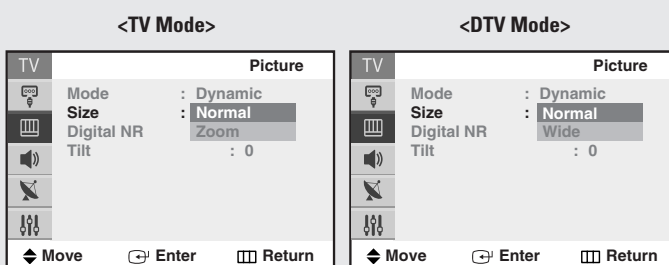 <TV Mode>
TV
Picture
Mode : Dynamic
Size : Normal
Digital NR Zoom
Tilt : 0
Move Enter Return
<DTV Mode>
TV
Picture
Mode : Dynamic
Size : Normal
Digital NR Wide
Tilt : 0
Move Enter Return